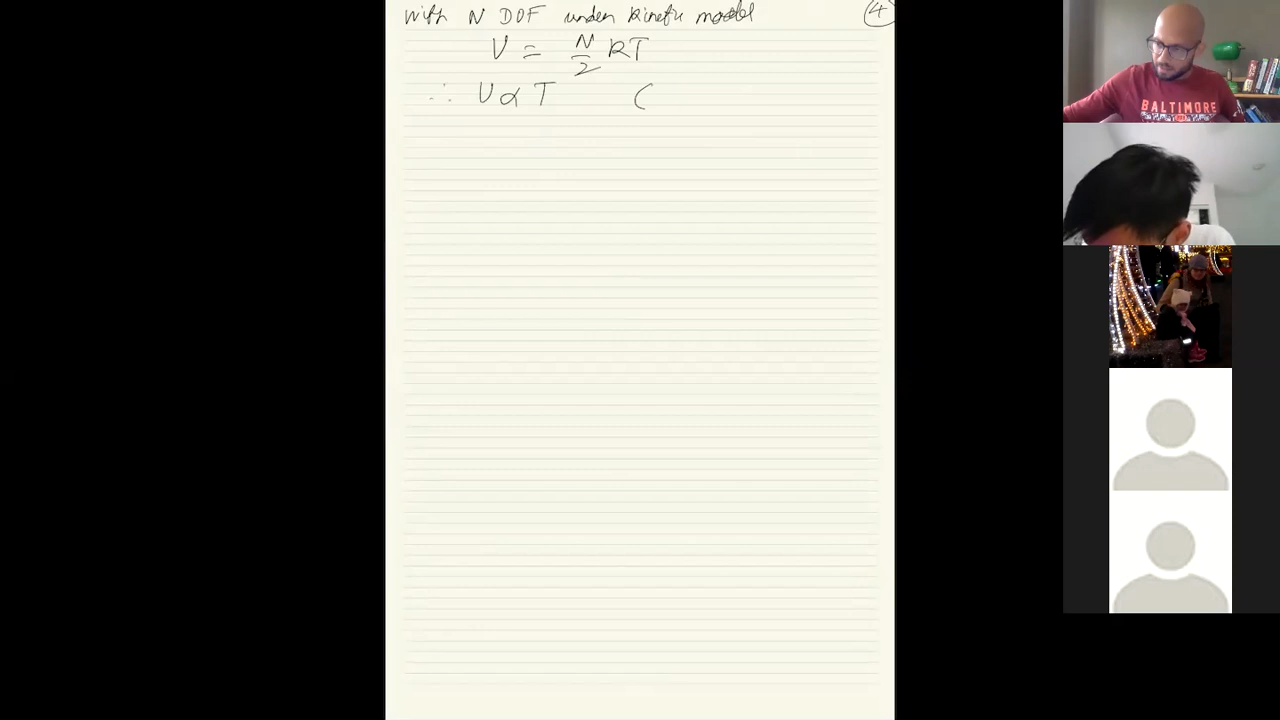 With N DOF under kinetic model
4
U = N/2 RT
∴ U ∝ T (
BALTIMORE